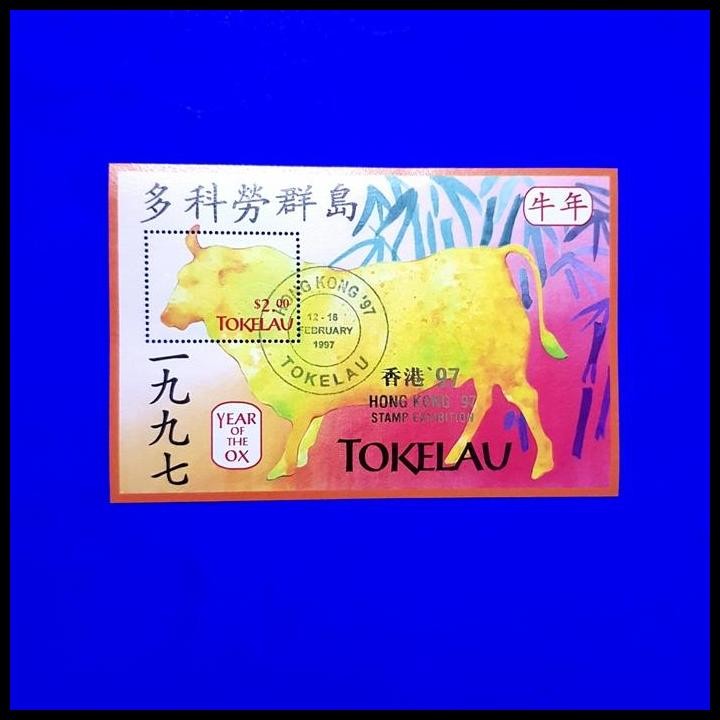 多科勞群島
牛年
$2.00
TOKELAU
HONG KONG '97
12 - 16
FEBRUARY
1997
TOKELAU
一九九七
YEAR
OF THE
OX
香港 '97
HONG KONG '97
STAMP EXHIBITION
TOKELAU